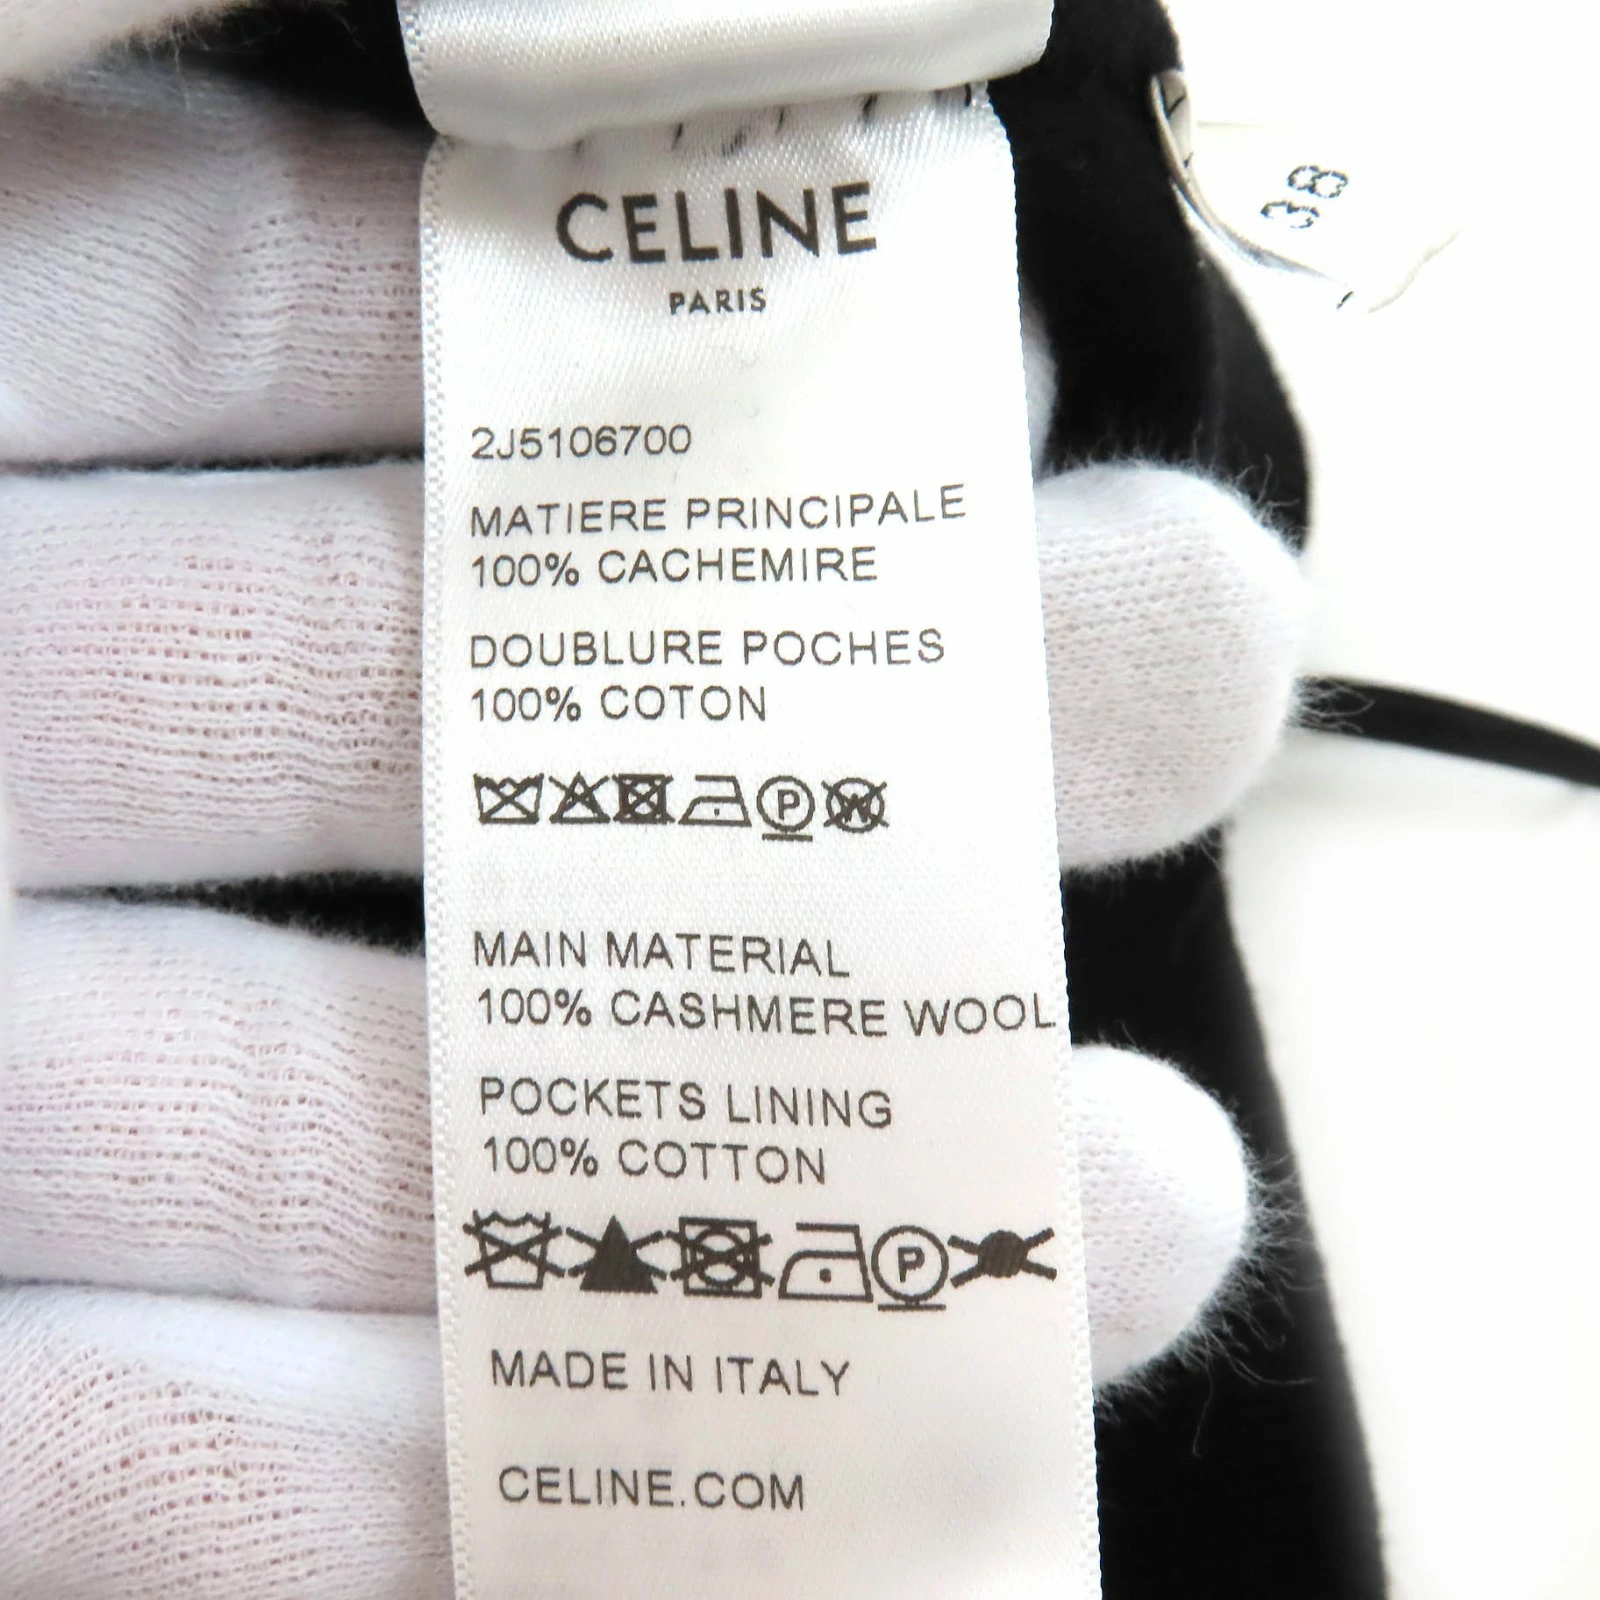 CELINE
PARIS
38
2J5106700
MATIERE PRINCIPALE
100% CACHEMIRE
DOUBLURE POCHES
100% COTON
P W
MAIN MATERIAL
100% CASHMERE WOOL
POCKETS LINING
100% COTTON
P
MADE IN ITALY
CELINE.COM